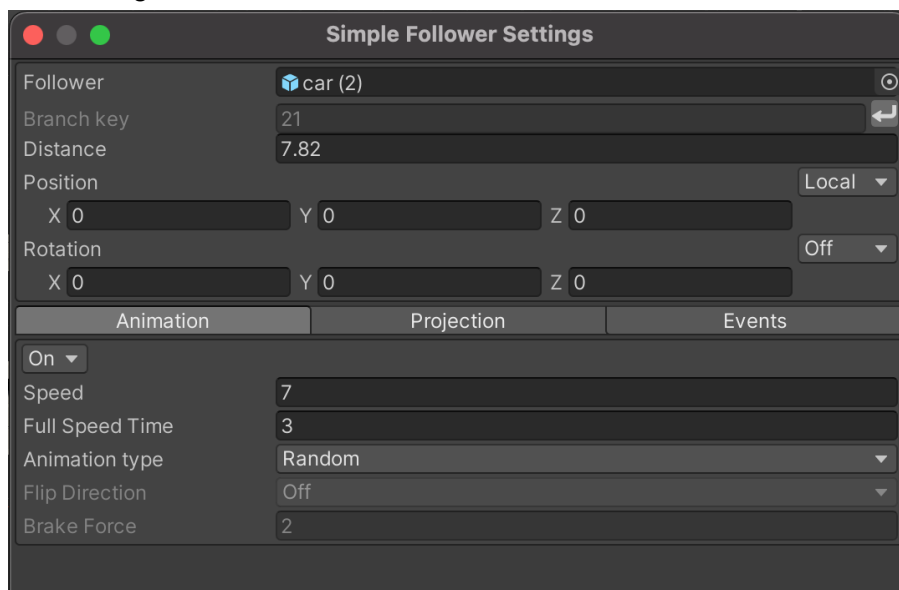 Simple Follower Settings
Follower car (2)
Branch key 21
Distance 7.82
Position Local
X 0 Y 0 Z 0
Rotation Off
X 0 Y 0 Z 0
Animation Projection Events
On
Speed 7
Full Speed Time 3
Animation type Random
Flip Direction Off
Brake Force 2